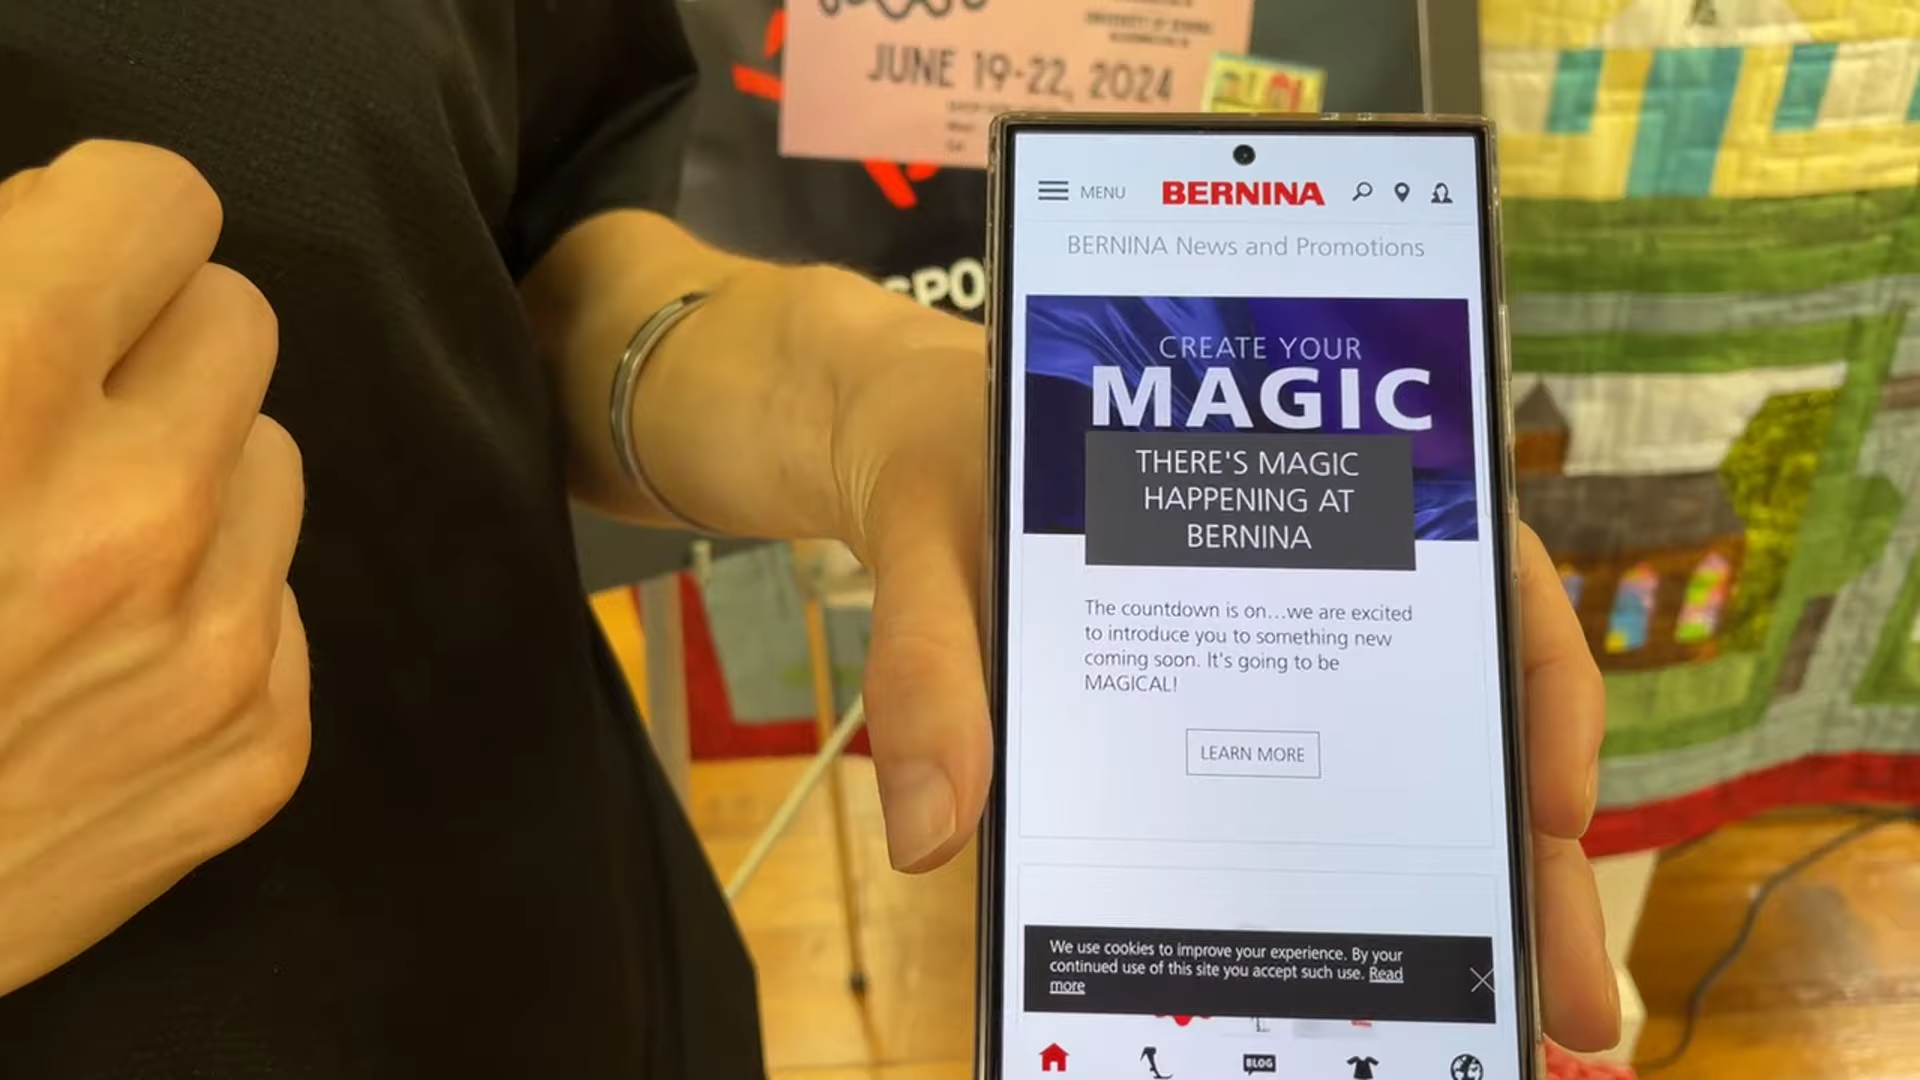 JUNE 19-22, 2024
SPO
MENU
BERNINA
BERNINA News and Promotions
CREATE YOUR
MAGIC
THERE'S MAGIC
HAPPENING AT
BERNINA
The countdown is on...we are excited
to introduce you to something new
coming soon. It's going to be
MAGICAL!
LEARN MORE
We use cookies to improve your experience. By your
continued use of this site you accept such use. Read
more
BLOG